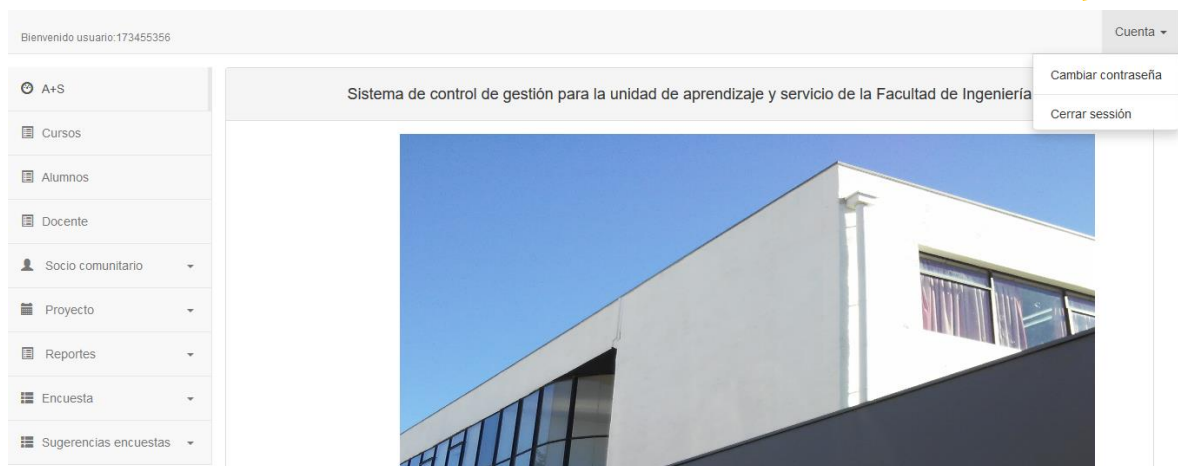 Bienvenido usuario:173455356
Cuenta
Cambiar contraseña
Cerrar sessión
A+S
Cursos
Alumnos
Docente
Socio comunitario
Proyecto
Reportes
Encuesta
Sugerencias encuestas
Sistema de control de gestión para la unidad de aprendizaje y servicio de la Facultad de Ingeniería